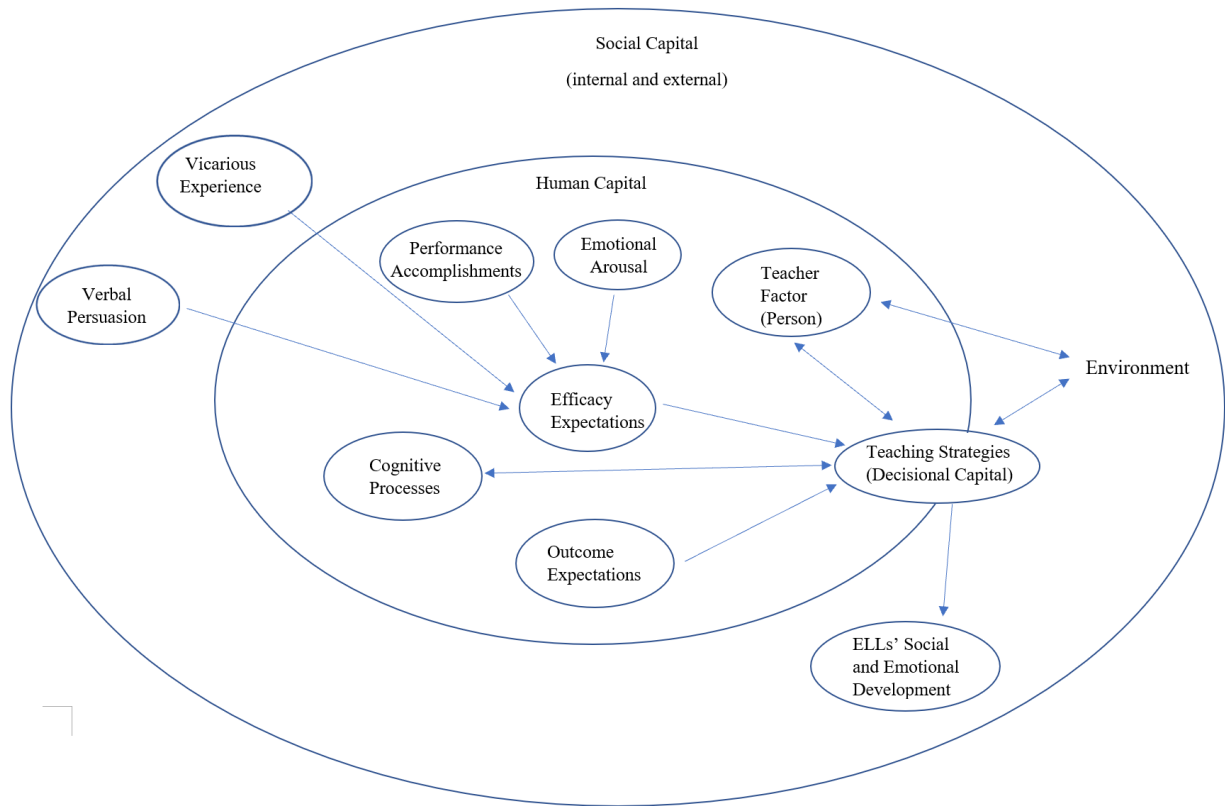 Social Capital
(internal and external)
Vicarious
Experience
Human Capital
Performance
Accomplishments
Emotional
Arousal
Teacher
Factor
(Person)
Verbal
Persuasion
Environment
Efficacy
Expectations
Teaching Strategies
(Decisional Capital)
Cognitive
Processes
Outcome
Expectations
ELLs’ Social
and Emotional
Development